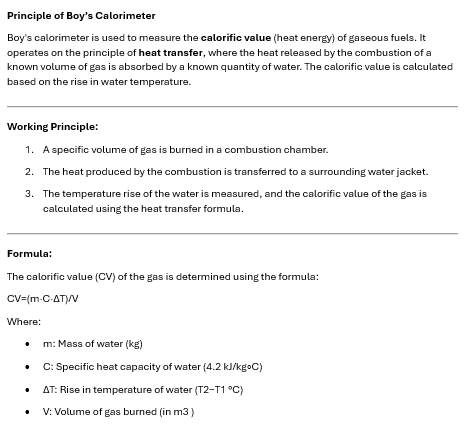 Principle of Boy's Calorimeter
Boy's calorimeter is used to measure the calorific value (heat energy) of gaseous fuels. It
operates on the principle of heat transfer, where the heat released by the combustion of a
known volume of gas is absorbed by a known quantity of water. The calorific value is calculated
based on the rise in water temperature.
Working Principle:
1. A specific volume of gas is burned in a combustion chamber.
2. The heat produced by the combustion is transferred to a surrounding water jacket.
3. The temperature rise of the water is measured, and the calorific value of the gas is
calculated using the heat transfer formula.
Formula:
The calorific value (CV) of the gas is determined using the formula:
CV=(m·C·ΔT)/V
Where:
• m: Mass of water (kg)
• C: Specific heat capacity of water (4.2 kJ/kg∘C)
• ΔT: Rise in temperature of water (T2−T1 °C)
• V: Volume of gas burned (in m3 )